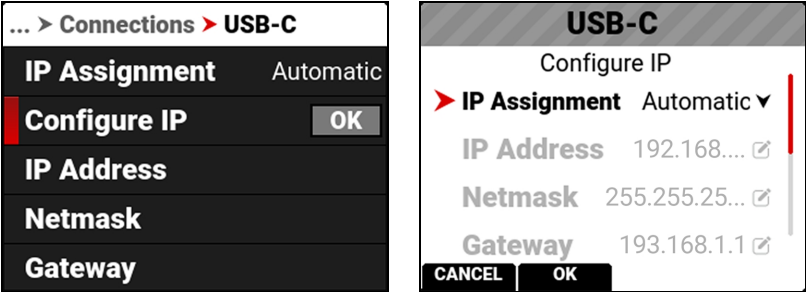 ... > Connections > USB-C
IP Assignment Automatic
Configure IP OK
IP Address
Netmask
Gateway
USB-C
Configure IP
IP Assignment Automatic
IP Address 192.168....
Netmask 255.255.25...
Gateway 193.168.1.1
CANCEL OK